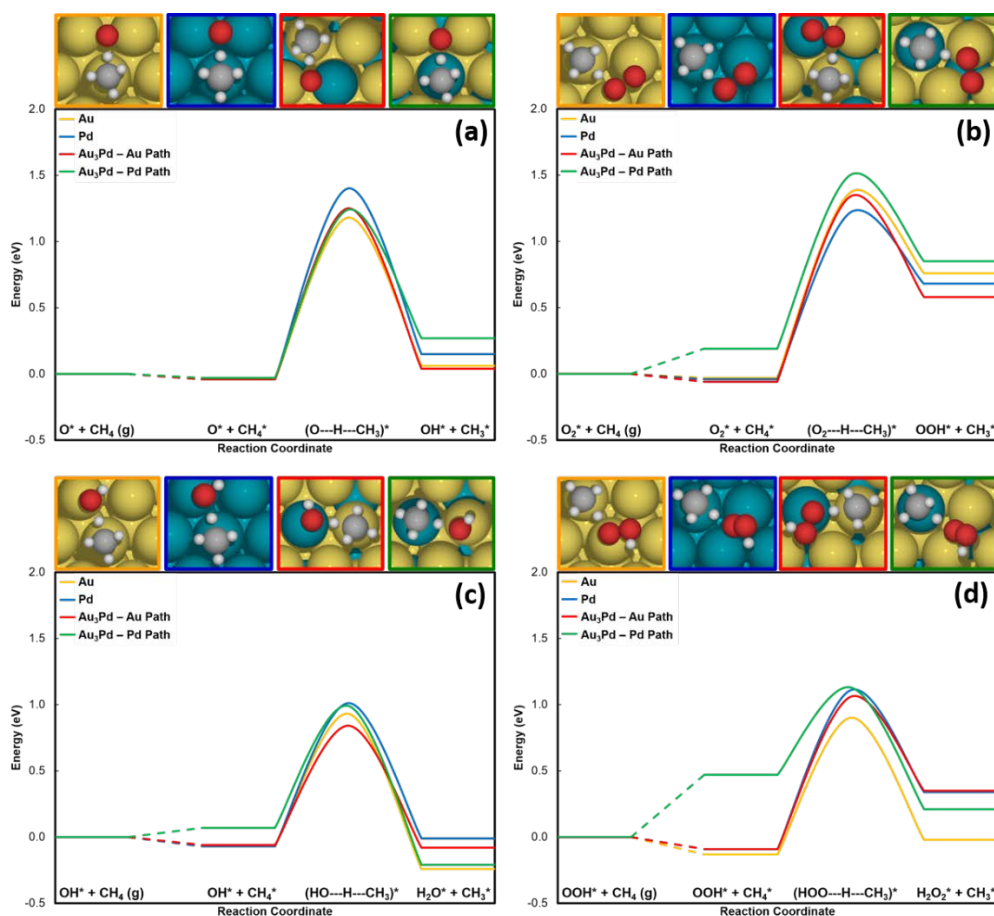 (a)
Au
Pd
Au₃Pd – Au Path
Au₃Pd – Pd Path
2.0
1.5
1.0
0.5
0.0
-0.5
Energy (eV)
O* + CH₄ (g)
O* + CH₄*
(O---H---CH₃)*
OH* + CH₃*
Reaction Coordinate
(b)
Au
Pd
Au₃Pd – Au Path
Au₃Pd – Pd Path
2.0
1.5
1.0
0.5
0.0
-0.5
Energy (eV)
O₂* + CH₄ (g)
O₂* + CH₄*
(O₂---H---CH₃)*
OOH* + CH₃*
Reaction Coordinate
(c)
Au
Pd
Au₃Pd – Au Path
Au₃Pd – Pd Path
2.0
1.5
1.0
0.5
0.0
-0.5
Energy (eV)
OH* + CH₄ (g)
OH* + CH₄*
(HO---H---CH₃)*
H₂O* + CH₃*
Reaction Coordinate
(d)
Au
Pd
Au₃Pd – Au Path
Au₃Pd – Pd Path
2.0
1.5
1.0
0.5
0.0
-0.5
Energy (eV)
OOH* + CH₄ (g)
OOH* + CH₄*
(HOO---H---CH₃)*
H₂O₂* + CH₃*
Reaction Coordinate